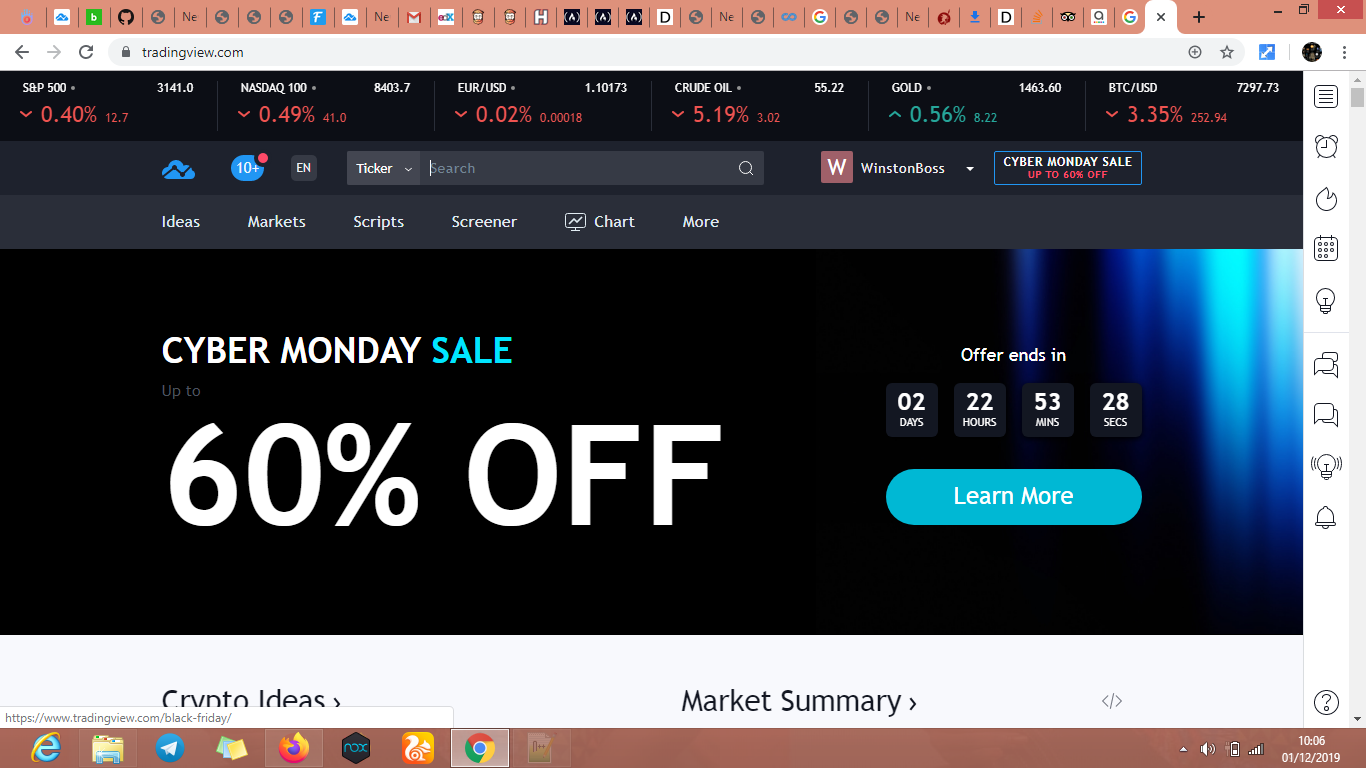 Ne
Ne
Ne
D
Ne
Ne
D
tradingview.com
S&P 500 3141.0
0.40% 12.7
NASDAQ 100 8403.7
0.49% 41.0
EUR/USD 1.10173
0.02% 0.00018
CRUDE OIL 55.22
5.19% 3.02
GOLD 1463.60
0.56% 8.22
BTC/USD 7297.73
3.35% 252.94
10+
EN
Ticker
Search
W WinstonBoss
CYBER MONDAY SALE
UP TO 60% OFF
Ideas Markets Scripts Screener Chart More
CYBER MONDAY SALE
Up to
60% OFF
Offer ends in
02 22 53 28
DAYS HOURS MINS SECS
Learn More
Crypto Ideas ›
Market Summary ›
https://www.tradingview.com/black-friday/
nox
10:06
01/12/2019